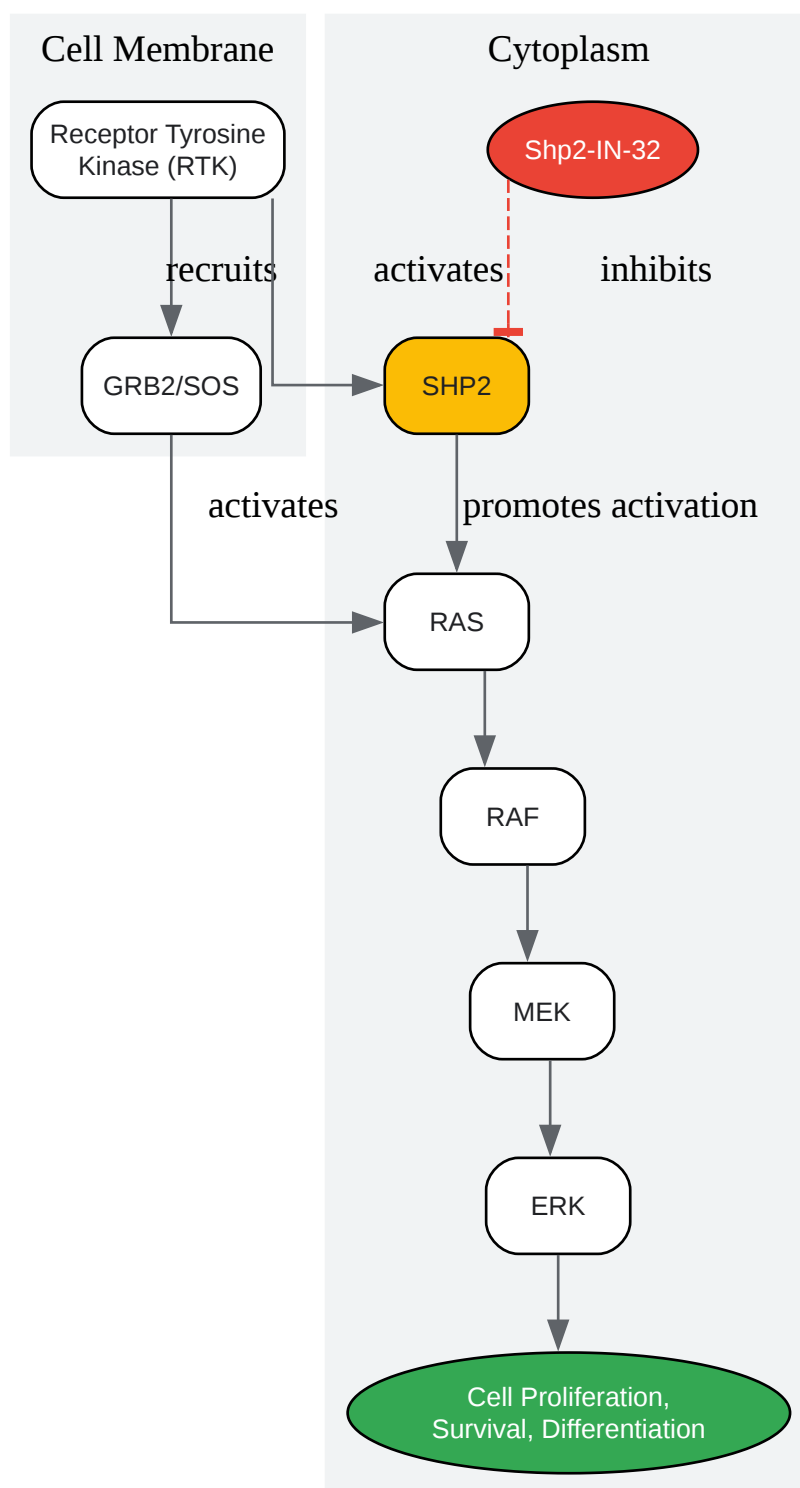 Cell Membrane
Cytoplasm
Receptor Tyrosine
Kinase (RTK)
Shp2-IN-32
recruits
activates
inhibits
GRB2/SOS
SHP2
activates
promotes activation
RAS
RAF
MEK
ERK
Cell Proliferation,
Survival, Differentiation